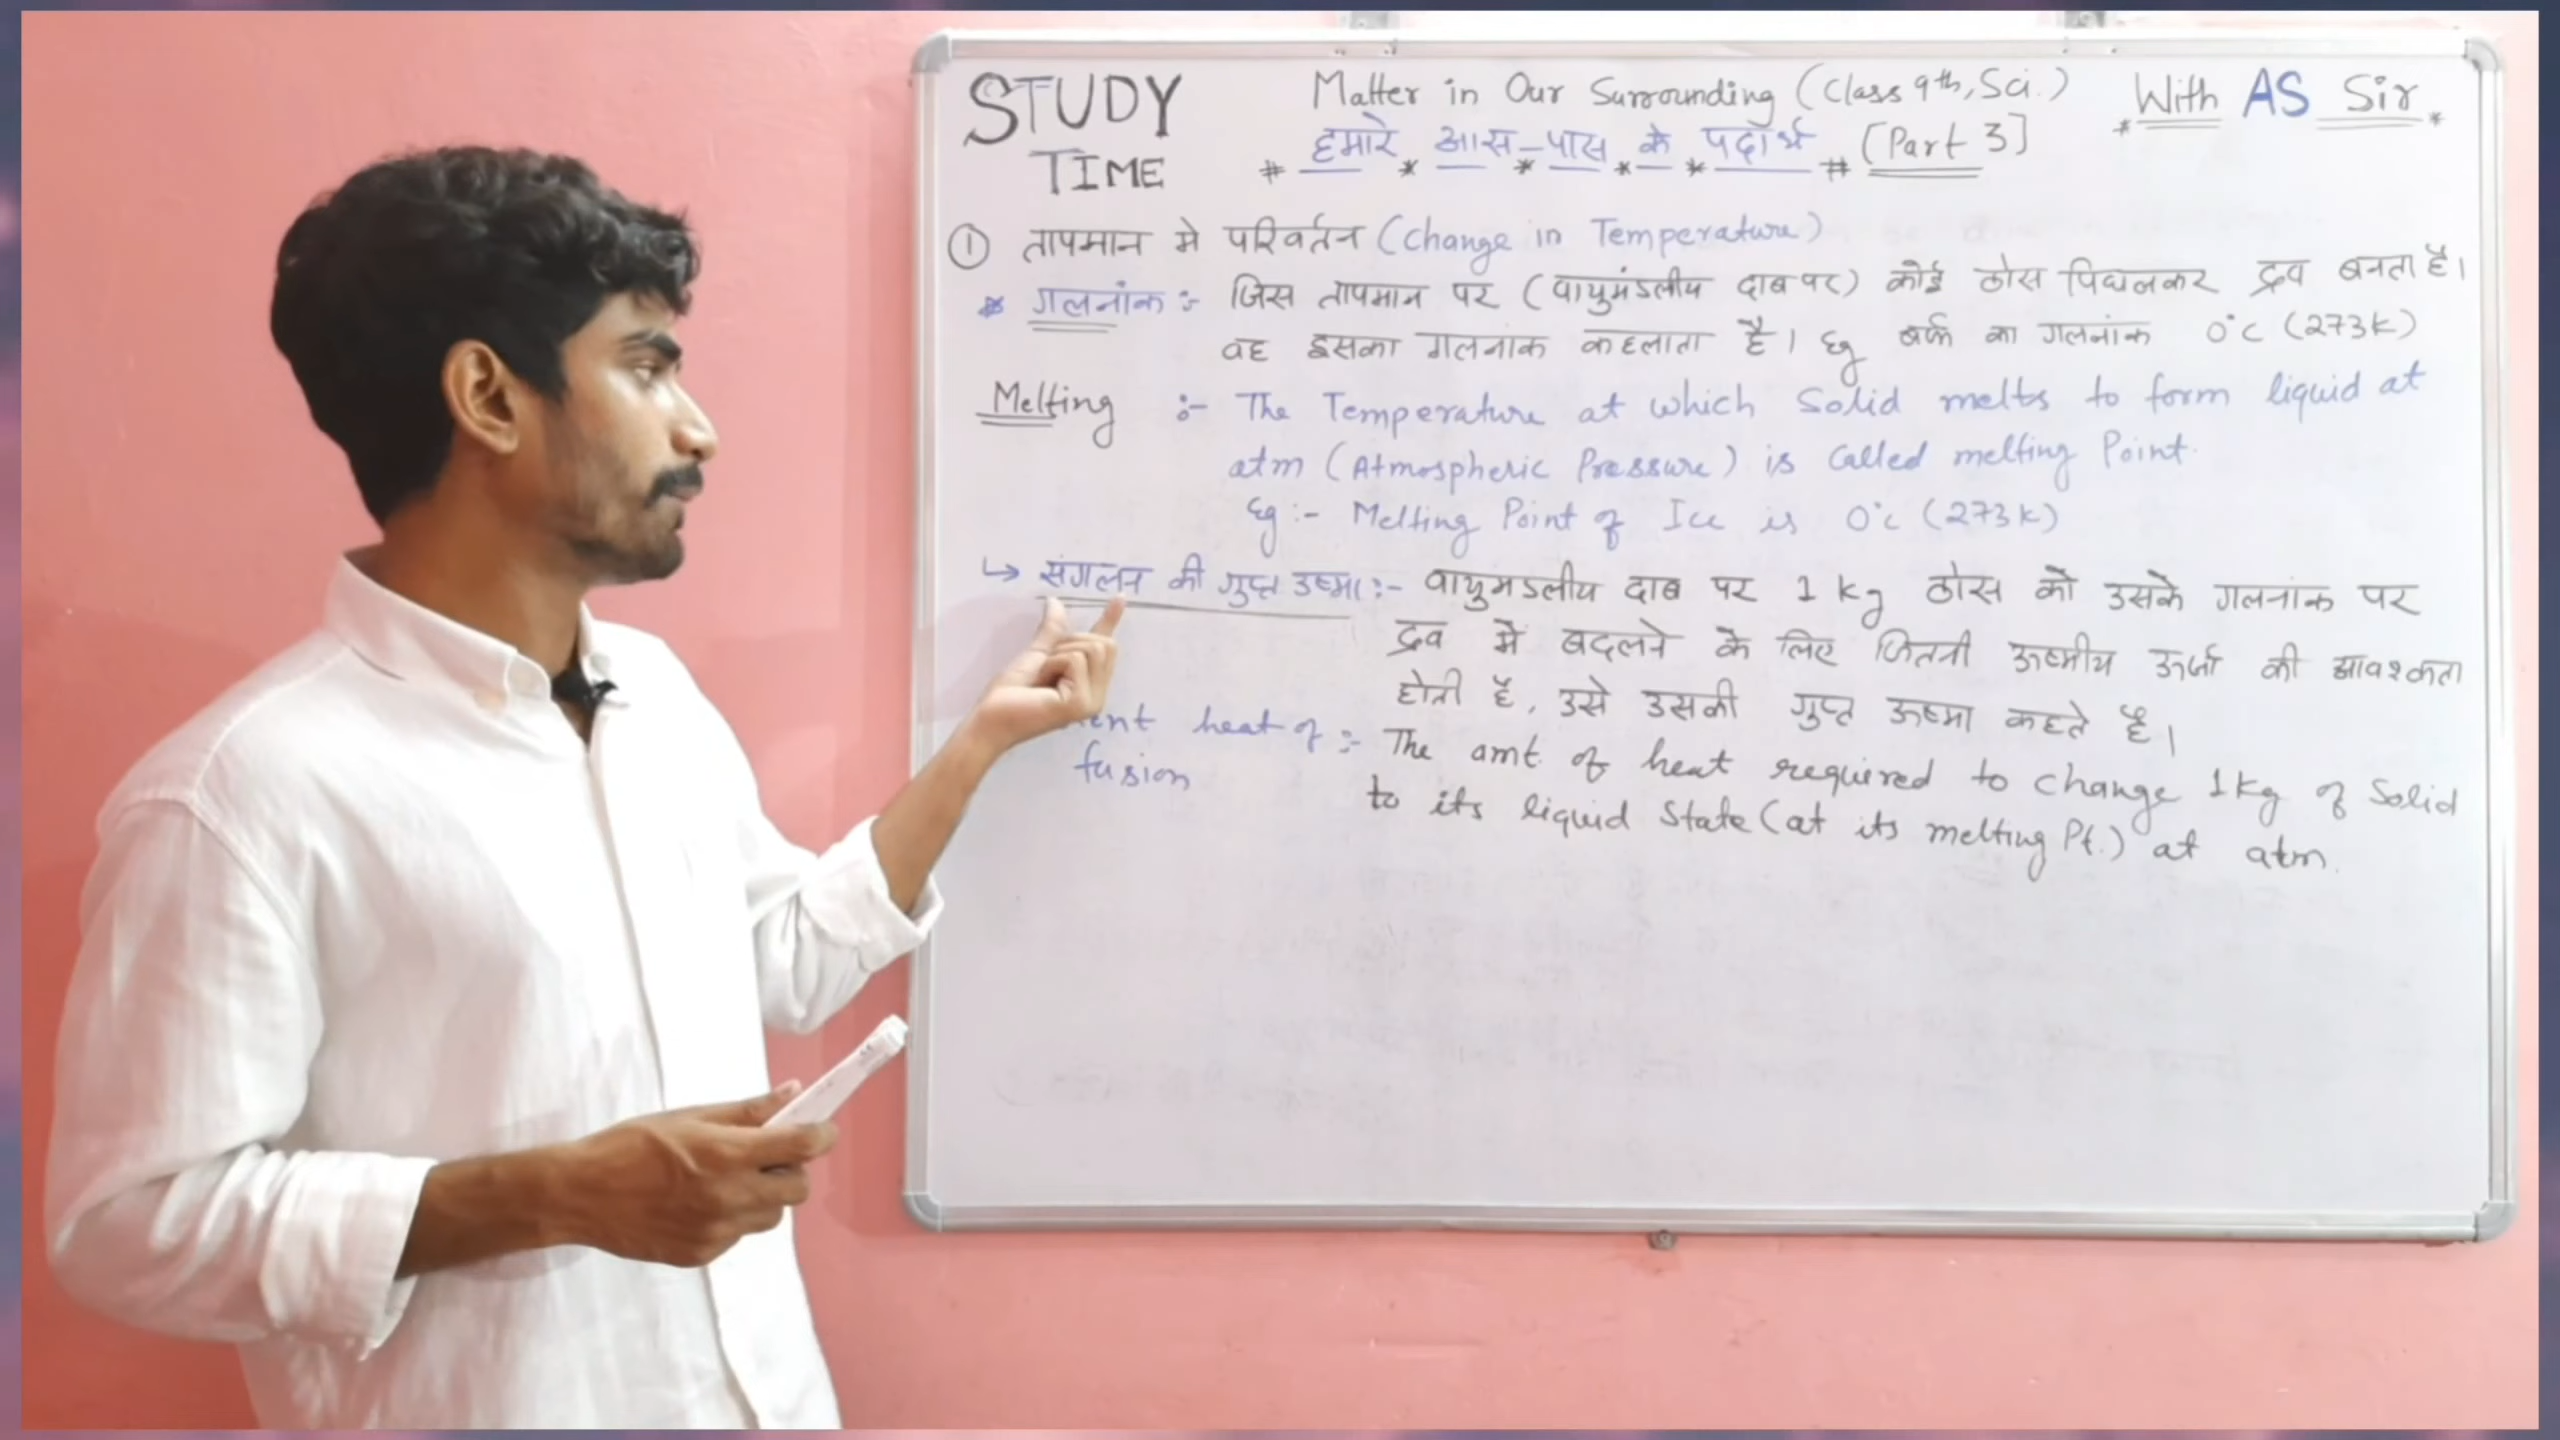 STUDY
TIME
Matter in Our Surrounding (Class 9th, Sci.)
# हमारे * आस-पास * के * पदार्थ # [Part 3]
* With AS Sir *
① तापमान मे परिवर्तन (Change in Temperature)
* गलनांक :- जिस तापमान पर (वायुमंडलीय दाब पर) कोई ठोस पिघलकर द्रव बनता है।
वह इसका गलनांक कहलाता है। Eg बर्फ का गलनांक 0°C (273K)
Melting :- The Temperature at which Solid melts to form liquid at
atm (Atmospheric Pressure) is Called melting Point.
Eg :- Melting Point of Ice is 0°C (273K)
↳ संगलन की गुप्त उष्मा :- वायुमडलीय दाब पर 1 kg ठोस को उसके गलनांक पर
द्रव में बदलने के लिए जितनी ऊष्मीय ऊर्जा की आवश्कता
होती है, उसे उसकी गुप्त ऊष्मा कहते है।
heat of :- The amt. of heat required to change 1kg of Solid
fusion
to its liquid State (at its melting Pt.) at atm.